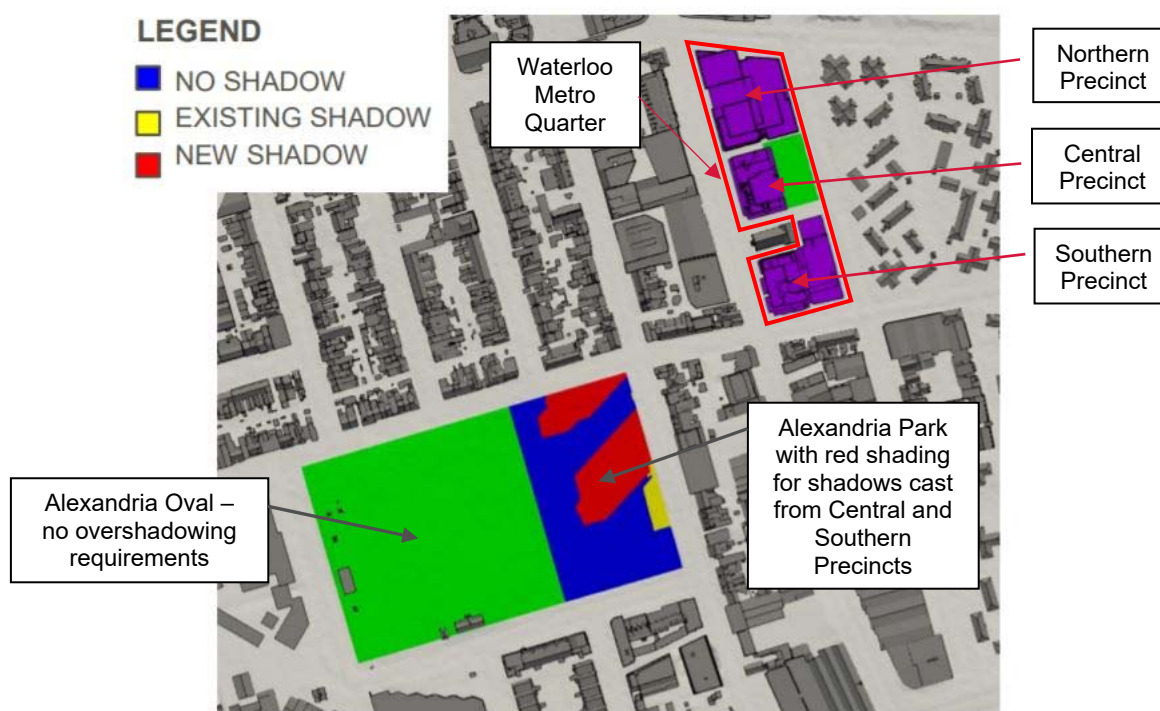 LEGEND
NO SHADOW
EXISTING SHADOW
NEW SHADOW
Waterloo
Metro
Quarter
Northern
Precinct
Central
Precinct
Southern
Precinct
Alexandria Oval –
no overshadowing
requirements
Alexandria Park
with red shading
for shadows cast
from Central and
Southern
Precincts